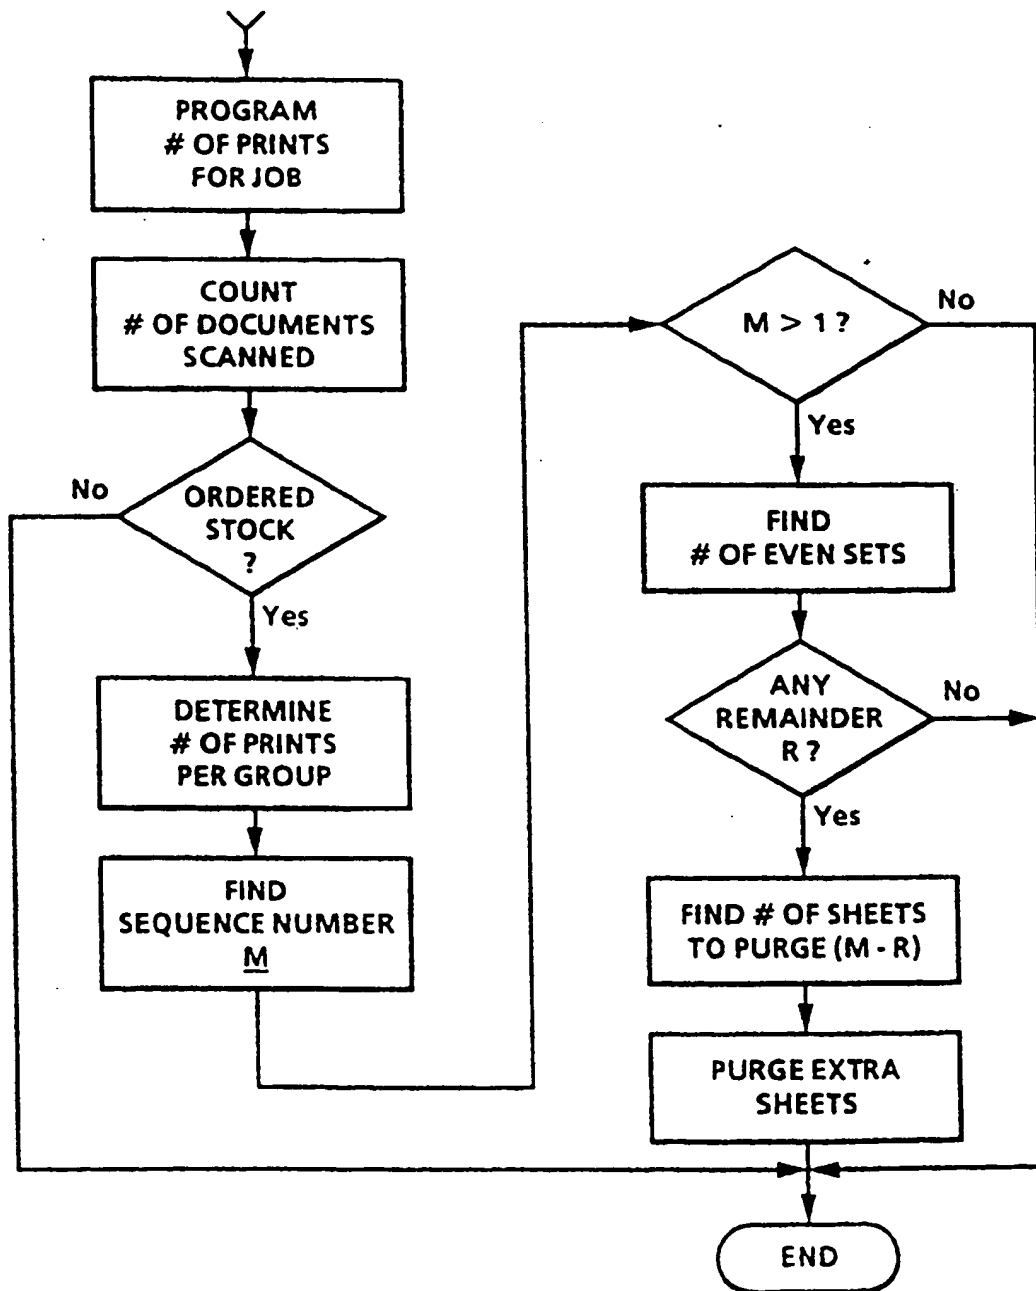 PROGRAM
# OF PRINTS
FOR JOB
COUNT
# OF DOCUMENTS
SCANNED
No
ORDERED
STOCK
?
Yes
DETERMINE
# OF PRINTS
PER GROUP
FIND
SEQUENCE NUMBER
M
M > 1 ?
No
Yes
FIND
# OF EVEN SETS
ANY
REMAINDER
R ?
No
Yes
FIND # OF SHEETS
TO PURGE (M - R)
PURGE EXTRA
SHEETS
END